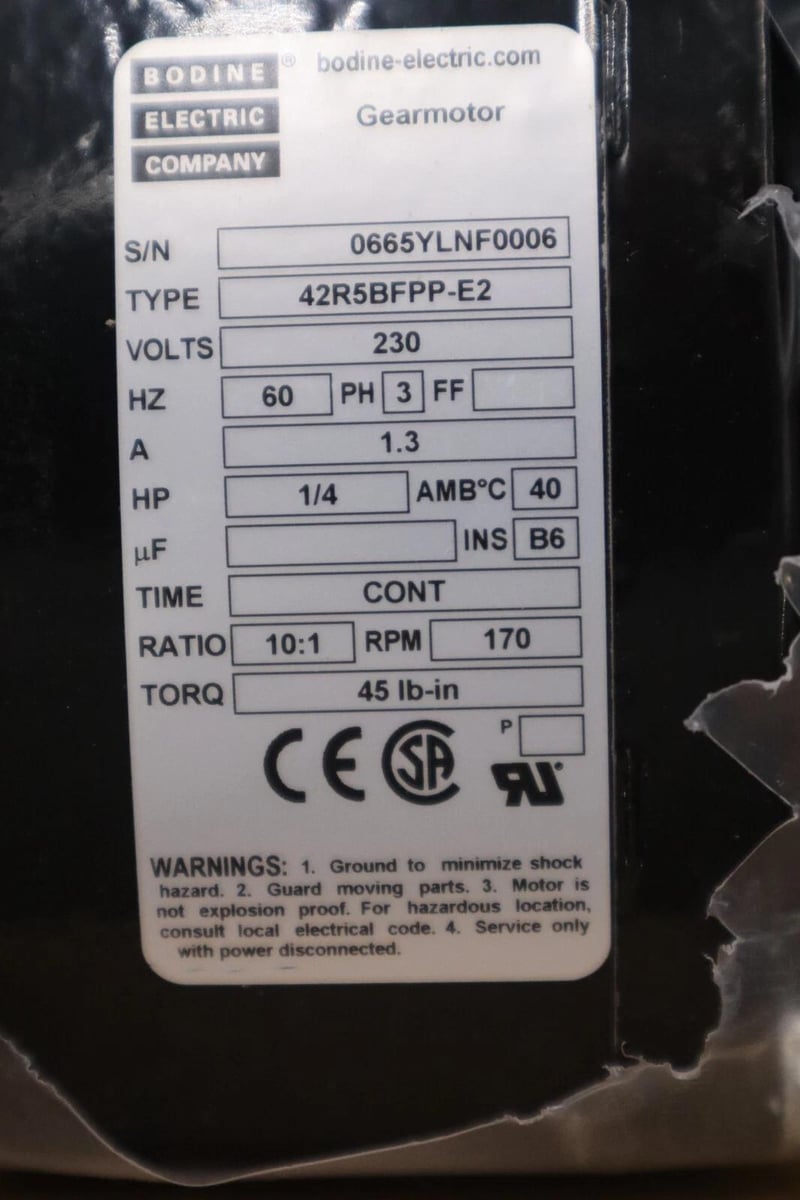 BODINE ® bodine-electric.com
ELECTRIC Gearmotor
COMPANY
S/N 0665YLNF0006
TYPE 42R5BFPP-E2
VOLTS 230
HZ 60 PH 3 FF
A 1.3
HP 1/4 AMB°C 40
µF INS B6
TIME CONT
RATIO 10:1 RPM 170
TORQ 45 lb-in
P
CE SA RU
WARNINGS: 1. Ground to minimize shock
hazard. 2. Guard moving parts. 3. Motor is
not explosion proof. For hazardous location,
consult local electrical code. 4. Service only
with power disconnected.